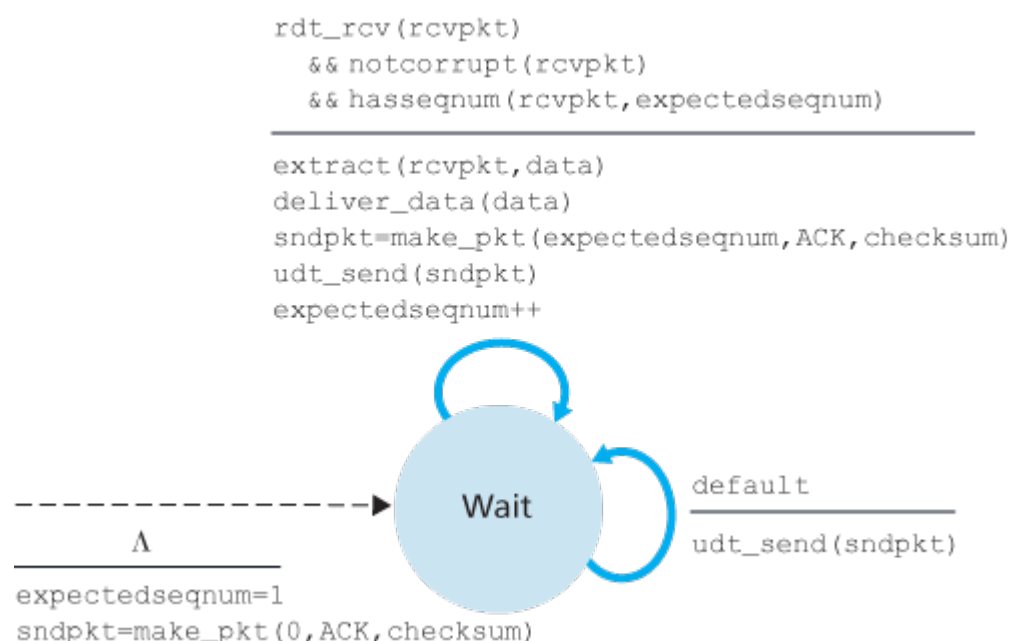 rdt_rcv(rcvpkt)
&& notcorrupt(rcvpkt)
&& hasseqnum(rcvpkt,expectedseqnum)
extract(rcvpkt,data)
deliver_data(data)
sndpkt=make_pkt(expectedseqnum,ACK,checksum)
udt_send(sndpkt)
expectedseqnum++
Wait
default
udt_send(sndpkt)
Λ
expectedseqnum=1
sndpkt=make_pkt(0,ACK,checksum)